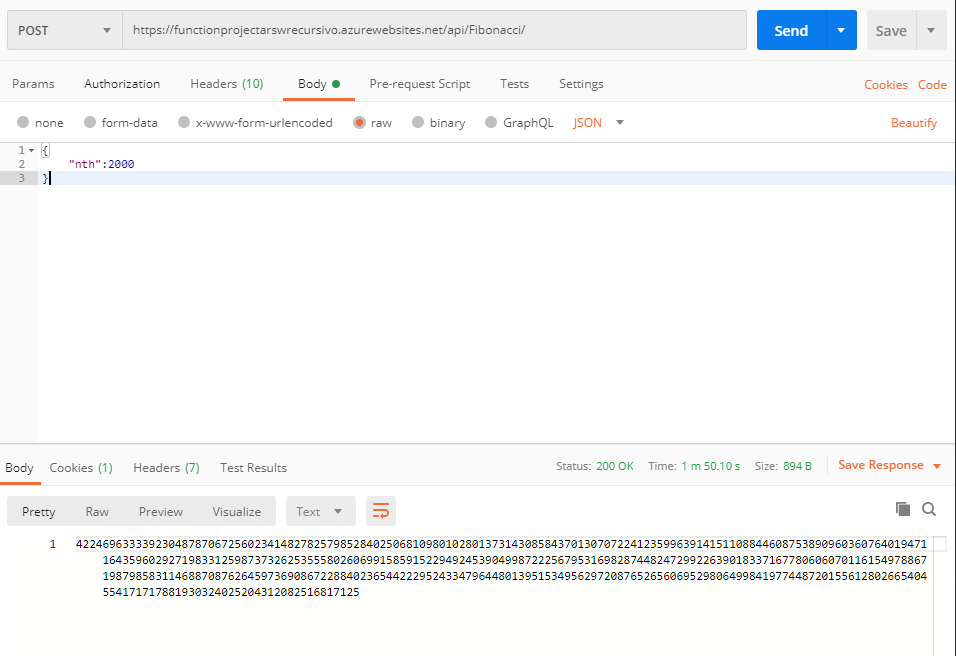 POST https://functionprojectarswrecursivo.azurewebsites.net/api/Fibonacci/ Send Save
Params Authorization Headers (10) Body Pre-request Script Tests Settings Cookies Code
none form-data x-www-form-urlencoded raw binary GraphQL JSON Beautify
1 {
2 "nth":2000
3 }
Body Cookies (1) Headers (7) Test Results Status: 200 OK Time: 1 m 50.10 s Size: 894 B Save Response
Pretty Raw Preview Visualize Text
1 4224696333392304878706725602341482782579852840250681098010280137314308584370130707224123599639141511088446087538909603607640194711
643596029271983312598737326253555802606991585915229492453904998722256795316982874482472992263901833716778060607011615497886719879858311468870876264597369086722884023654422295243347964480139515349562972087652656069529806499841977448720155612802665404554171717881930324025204312082516817125